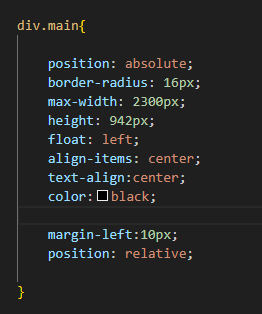 div.main{
position: absolute;
border-radius: 16px;
max-width: 2300px;
height: 942px;
float: left;
align-items: center;
text-align:center;
color:black;
margin-left:10px;
position: relative;
}